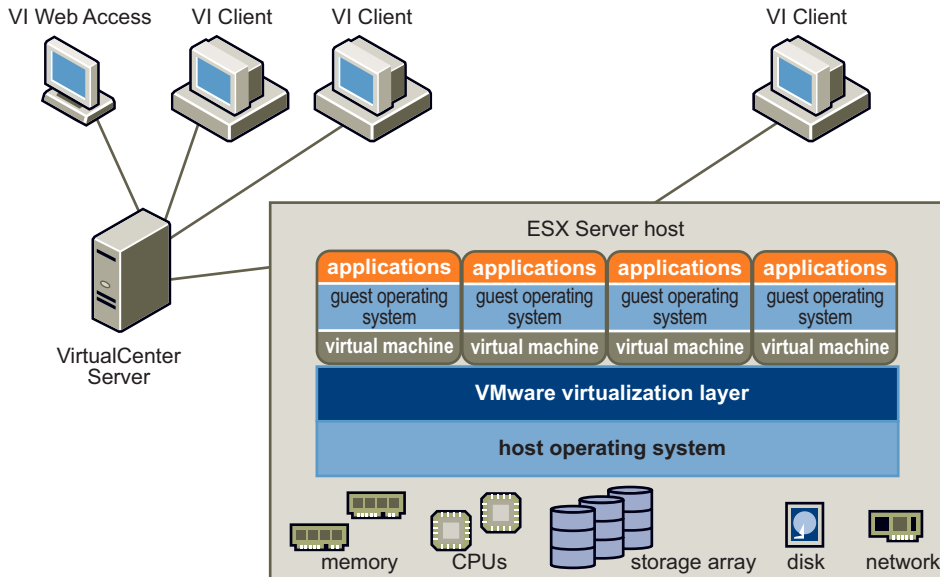 VI Web Access
VI Client
VI Client
VI Client
VirtualCenter
Server
ESX Server host
applications
applications
applications
applications
guest operating
system
guest operating
system
guest operating
system
guest operating
system
virtual machine
virtual machine
virtual machine
virtual machine
VMware virtualization layer
host operating system
memory
CPUs
storage array
disk
network